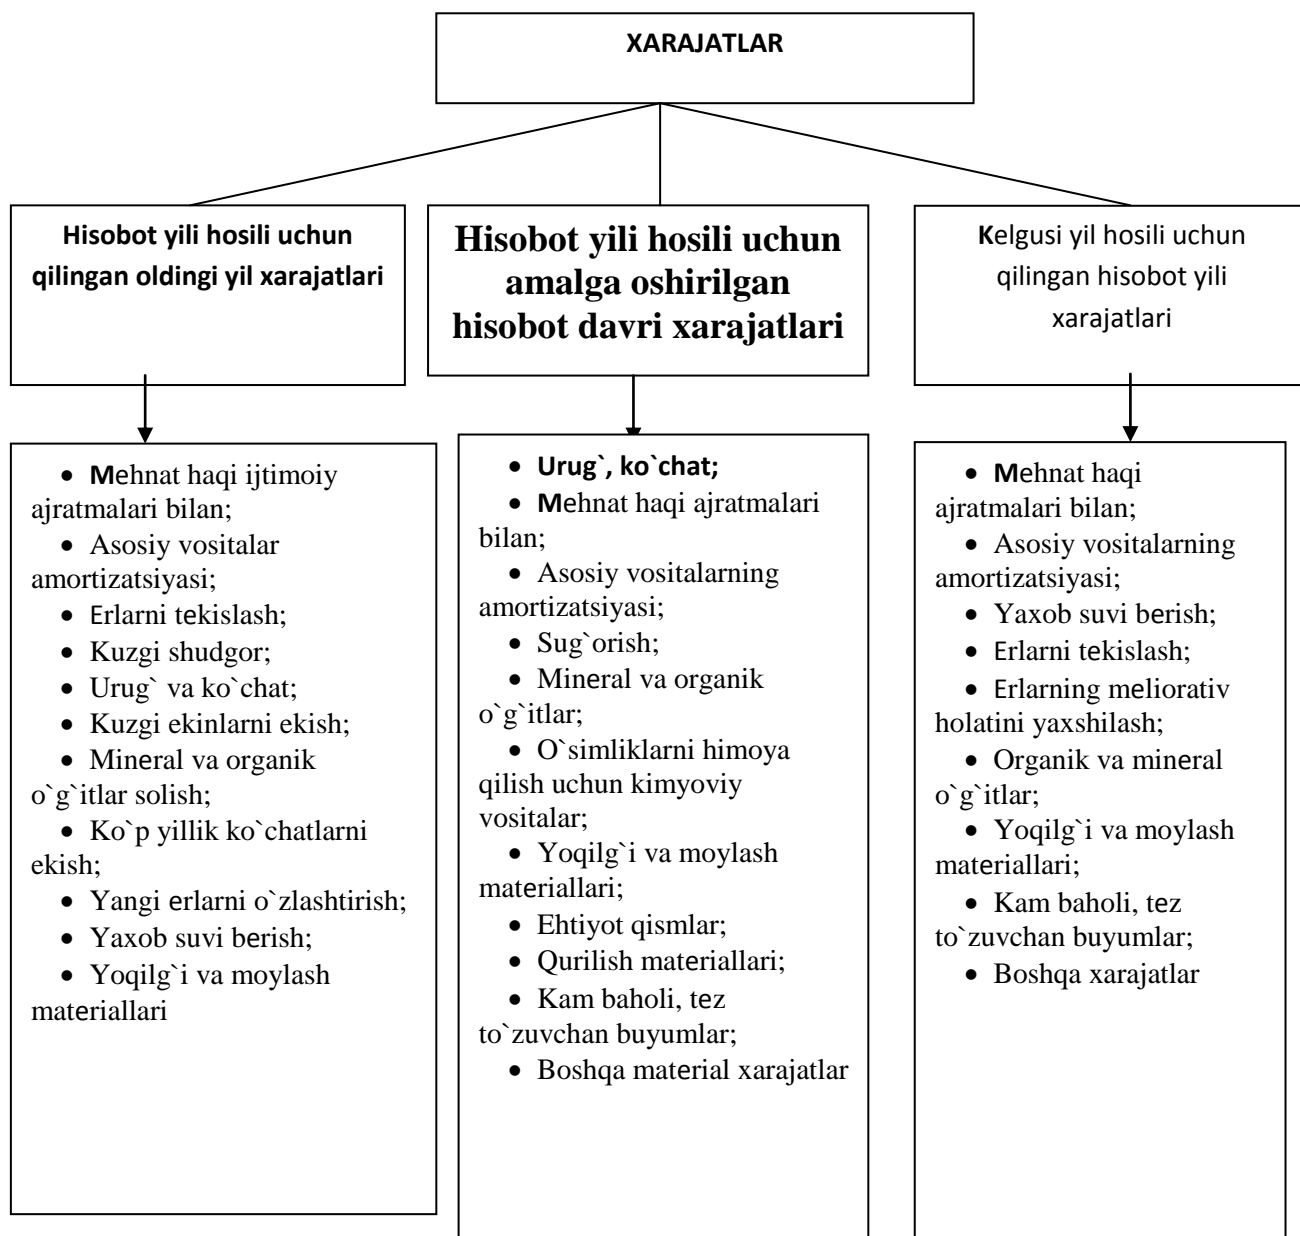 XARAJATLAR
Hisobot yili hosili uchun
qilingan oldingi yil xarajatlari
Hisobot yili hosili uchun
amalga oshirilgan
hisobot davri xarajatlari
Kelgusi yil hosili uchun
qilingan hisobot yili
xarajatlari
• Mehnat haqi ijtimoiy
ajratmalari bilan;
• Asosiy vositalar
amortizatsiyasi;
• Erlarni tekislash;
• Kuzgi shudgor;
• Urug` va ko`chat;
• Kuzgi ekinlarni ekish;
• Mineral va organik
o`g`itlar solish;
• Ko`p yillik ko`chatlarni
ekish;
• Yangi erlarni o`zlashtirish;
• Yaxob suvi berish;
• Yoqilg`i va moylash
materiallari
• Urug`, ko`chat;
• Mehnat haqi ajratmalari
bilan;
• Asosiy vositalarning
amortizatsiyasi;
• Sug`orish;
• Mineral va organik
o`g`itlar;
• O`simliklarni himoya
qilish uchun kimyoviy
vositalar;
• Yoqilg`i va moylash
materiallari;
• Ehtiyot qismlar;
• Qurilish materiallari;
• Kam baholi, tez
to`zuvchan buyumlar;
• Boshqa material xarajatlar
• Mehnat haqi
ajratmalari bilan;
• Asosiy vositalarning
amortizatsiyasi;
• Yaxob suvi berish;
• Erlarni tekislash;
• Erlarning meliorativ
holatini yaxshilash;
• Organik va mineral
o`g`itlar;
• Yoqilg`i va moylash
materiallari;
• Kam baholi, tez
to`zuvchan buyumlar;
• Boshqa xarajatlar